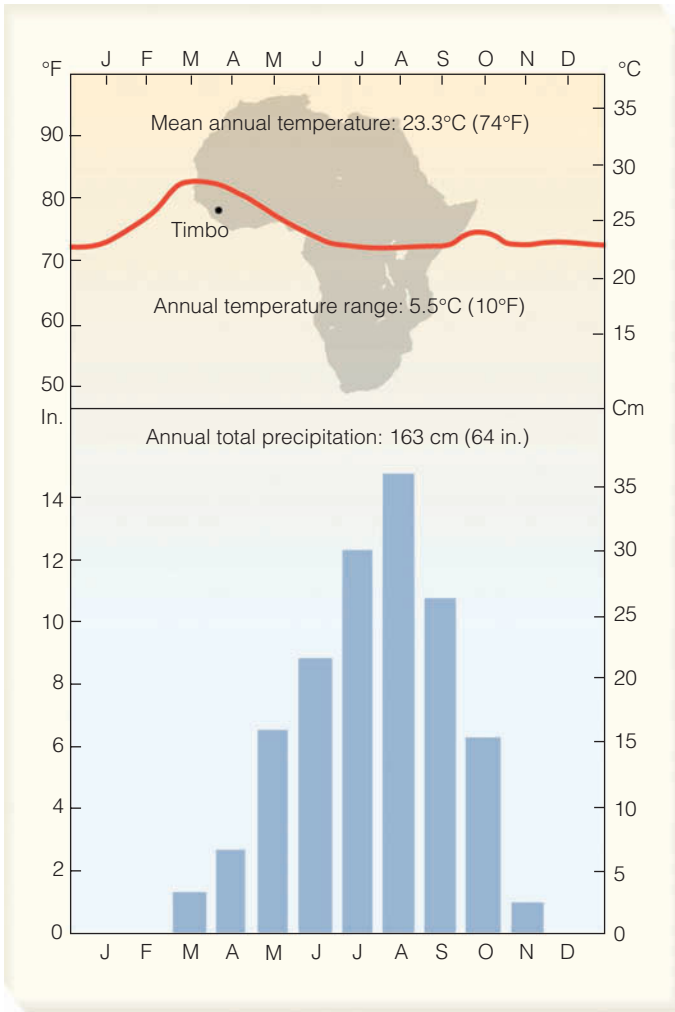 J F M A M J J A S O N D
°F °C
35
90
Mean annual temperature: 23.3°C (74°F)
30
80
25
Timbo
70
20
Annual temperature range: 5.5°C (10°F)
60
15
50
In. Cm
Annual total precipitation: 163 cm (64 in.)
14 35
12 30
10 25
8 20
6 15
4 10
2 5
0 0
J F M A M J J A S O N D